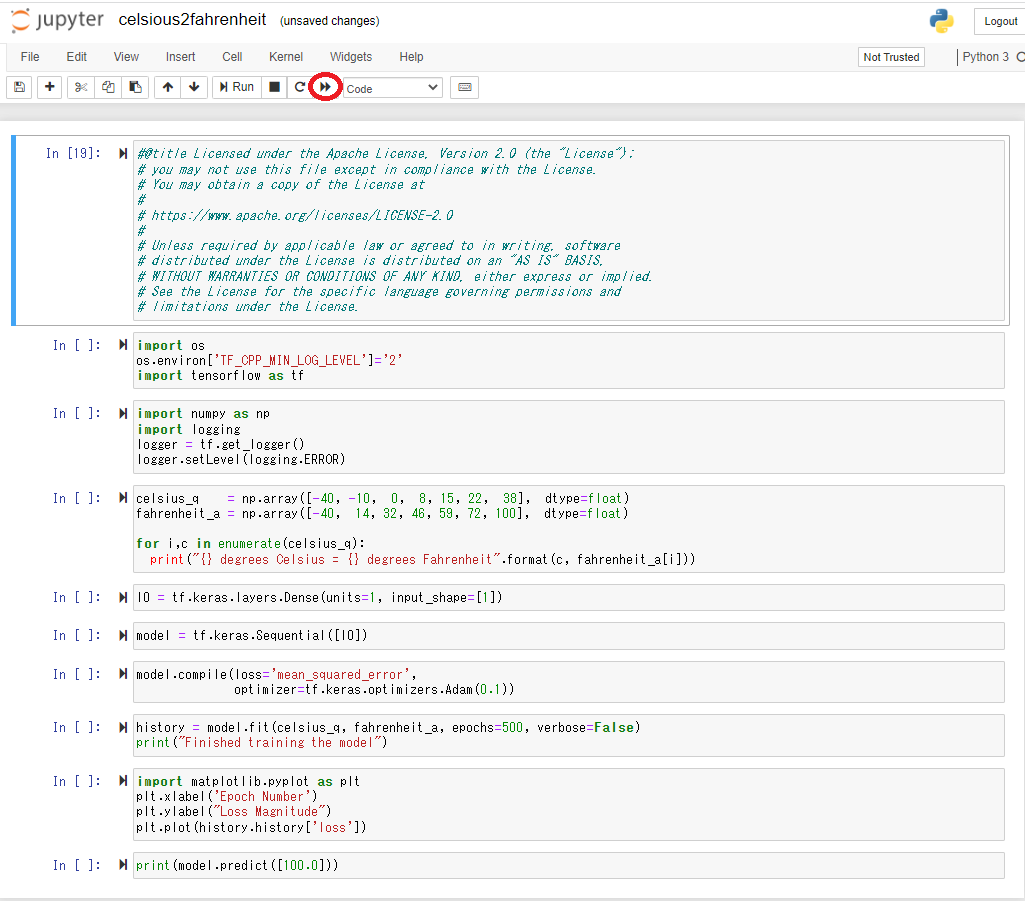 jupyter celsious2fahrenheit (unsaved changes) Logout
File Edit View Insert Cell Kernel Widgets Help Not Trusted Python 3
Run Code
In [19]: #@title Licensed under the Apache License, Version 2.0 (the "License");
# you may not use this file except in compliance with the License.
# You may obtain a copy of the License at
#
# https://www.apache.org/licenses/LICENSE-2.0
#
# Unless required by applicable law or agreed to in writing, software
# distributed under the License is distributed on an "AS IS" BASIS,
# WITHOUT WARRANTIES OR CONDITIONS OF ANY KIND, either express or implied.
# See the License for the specific language governing permissions and
# limitations under the License.
In [ ]: import os
os.environ['TF_CPP_MIN_LOG_LEVEL']='2'
import tensorflow as tf
In [ ]: import numpy as np
import logging
logger = tf.get_logger()
logger.setLevel(logging.ERROR)
In [ ]: celsius_q    = np.array([-40, -10,  0,  8, 15, 22,  38],  dtype=float)
fahrenheit_a = np.array([-40,  14, 32, 46, 59, 72, 100],  dtype=float)
for i,c in enumerate(celsius_q):
  print("{} degrees Celsius = {} degrees Fahrenheit".format(c, fahrenheit_a[i]))
In [ ]: l0 = tf.keras.layers.Dense(units=1, input_shape=[1])
In [ ]: model = tf.keras.Sequential([l0])
In [ ]: model.compile(loss='mean_squared_error',
              optimizer=tf.keras.optimizers.Adam(0.1))
In [ ]: history = model.fit(celsius_q, fahrenheit_a, epochs=500, verbose=False)
print("Finished training the model")
In [ ]: import matplotlib.pyplot as plt
plt.xlabel('Epoch Number')
plt.ylabel("Loss Magnitude")
plt.plot(history.history['loss'])
In [ ]: print(model.predict([100.0]))